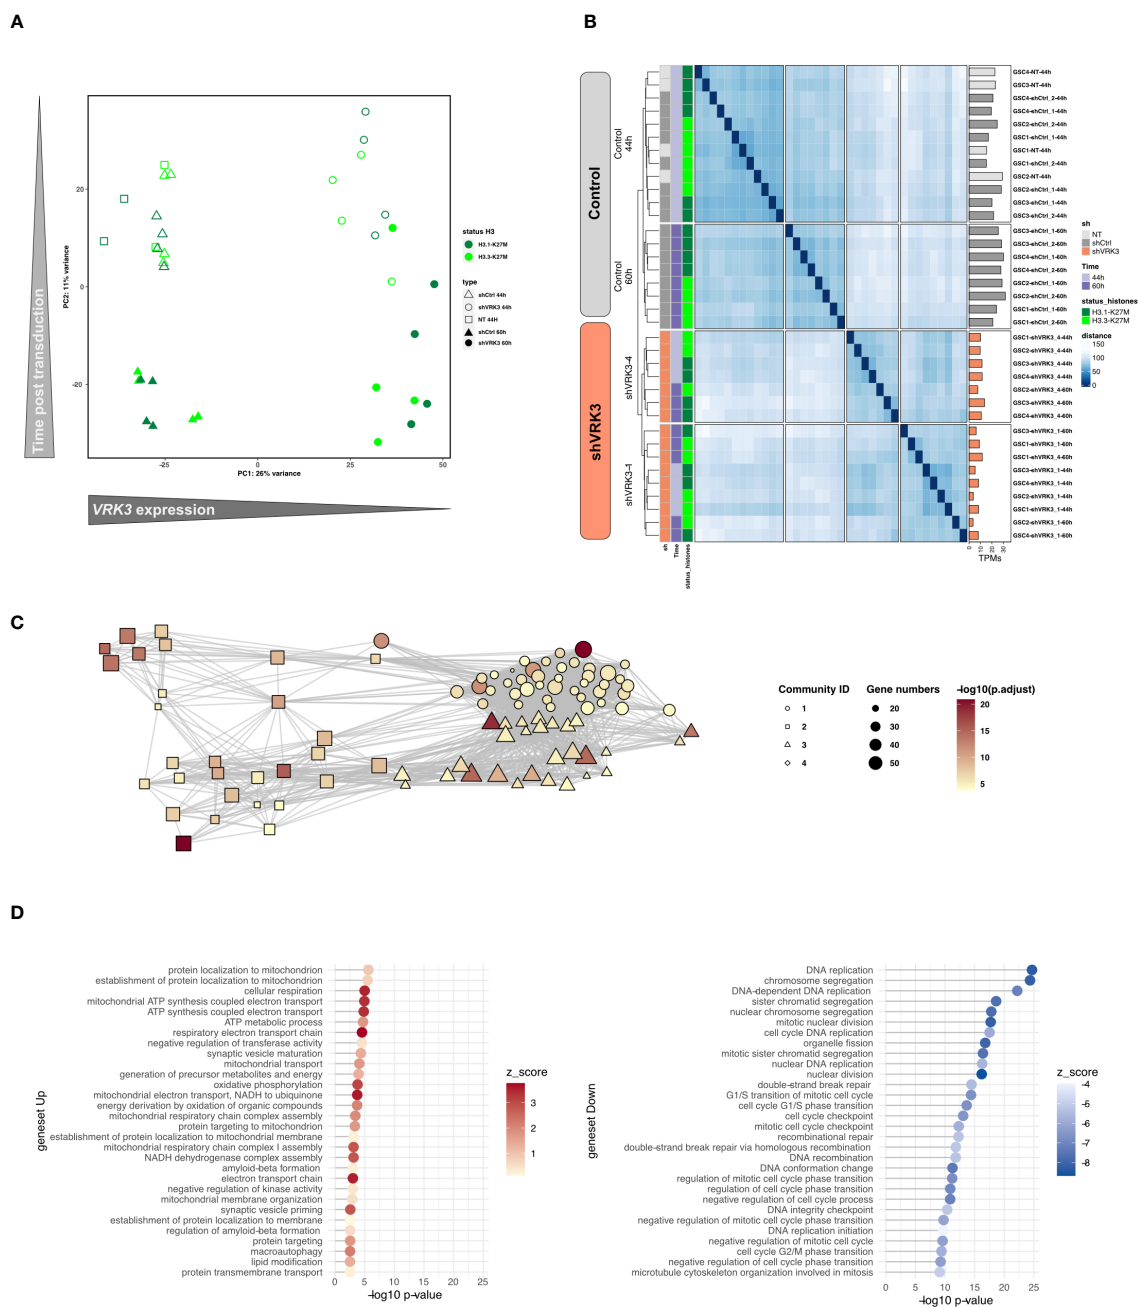 A
Time post transduction
PC2: 11% variance
20
0
-20
-25
0
25
50
PC1: 26% variance
VRK3 expression
status H3
H3.1-K27M
H3.3-K27M
type
shCtrl 44h
shVRK3 44h
NT 44H
shCtrl 60h
shVRK3 60h
B
Control
shVRK3
Control
44h
Control
60h
shVRK3-4
shVRK3-1
GSC4-NT-44h
GSC3-NT-44h
GSC4-shCtrl_2-44h
GSC4-shCtrl_1-44h
GSC2-shCtrl_2-44h
GSC1-shCtrl_1-44h
GSC1-NT-44h
GSC1-shCtrl_2-44h
GSC2-NT-44h
GSC2-shCtrl_1-44h
GSC3-shCtrl_1-44h
GSC3-shCtrl_2-44h
GSC3-shCtrl_1-60h
GSC3-shCtrl_2-60h
GSC4-shCtrl_1-60h
GSC4-shCtrl_2-60h
GSC2-shCtrl_1-60h
GSC2-shCtrl_2-60h
GSC1-shCtrl_1-60h
GSC1-shCtrl_2-60h
GSC1-shVRK3_4-44h
GSC2-shVRK3_4-44h
GSC3-shVRK3_4-44h
GSC4-shVRK3_4-44h
GSC2-shVRK3_4-60h
GSC3-shVRK3_4-60h
GSC4-shVRK3_4-60h
GSC3-shVRK3_1-60h
GSC1-shVRK3_1-60h
GSC1-shVRK3_4-60h
GSC3-shVRK3_1-44h
GSC4-shVRK3_1-44h
GSC2-shVRK3_1-44h
GSC1-shVRK3_1-44h
GSC2-shVRK3_1-60h
GSC4-shVRK3_1-60h
sh
Time
status_histones
0
10
20
30
TPMs
sh
NT
shCtrl
shVRK3
Time
44h
60h
status_histones
H3.1-K27M
H3.3-K27M
distance
150
100
50
0
C
Community ID
1
2
3
4
Gene numbers
20
30
40
50
-log10(p.adjust)
20
15
10
5
D
geneset Up
protein localization to mitochondrion
establishment of protein localization to mitochondrion
cellular respiration
mitochondrial ATP synthesis coupled electron transport
ATP synthesis coupled electron transport
ATP metabolic process
respiratory electron transport chain
negative regulation of transferase activity
synaptic vesicle maturation
mitochondrial transport
generation of precursor metabolites and energy
oxidative phosphorylation
mitochondrial electron transport, NADH to ubiquinone
energy derivation by oxidation of organic compounds
mitochondrial respiratory chain complex assembly
protein targeting to mitochondrion
establishment of protein localization to mitochondrial membrane
mitochondrial respiratory chain complex I assembly
NADH dehydrogenase complex assembly
amyloid-beta formation
electron transport chain
negative regulation of kinase activity
mitochondrial membrane organization
synaptic vesicle priming
establishment of protein localization to membrane
regulation of amyloid-beta formation
protein targeting
macroautophagy
lipid modification
protein transmembrane transport
0 5 10 15 20 25
-log10 p-value
z_score
3
2
1
geneset Down
DNA replication
chromosome segregation
DNA-dependent DNA replication
sister chromatid segregation
nuclear chromosome segregation
mitotic nuclear division
cell cycle DNA replication
organelle fission
mitotic sister chromatid segregation
nuclear DNA replication
nuclear division
double-strand break repair
G1/S transition of mitotic cell cycle
cell cycle G1/S phase transition
cell cycle checkpoint
mitotic cell cycle checkpoint
recombinational repair
double-strand break repair via homologous recombination
DNA recombination
DNA conformation change
regulation of mitotic cell cycle phase transition
regulation of cell cycle phase transition
negative regulation of cell cycle process
DNA integrity checkpoint
negative regulation of mitotic cell cycle phase transition
DNA replication initiation
negative regulation of mitotic cell cycle
cell cycle G2/M phase transition
negative regulation of cell cycle phase transition
microtubule cytoskeleton organization involved in mitosis
0 5 10 15 20 25
-log10 p-value
z_score
-4
-5
-6
-7
-8